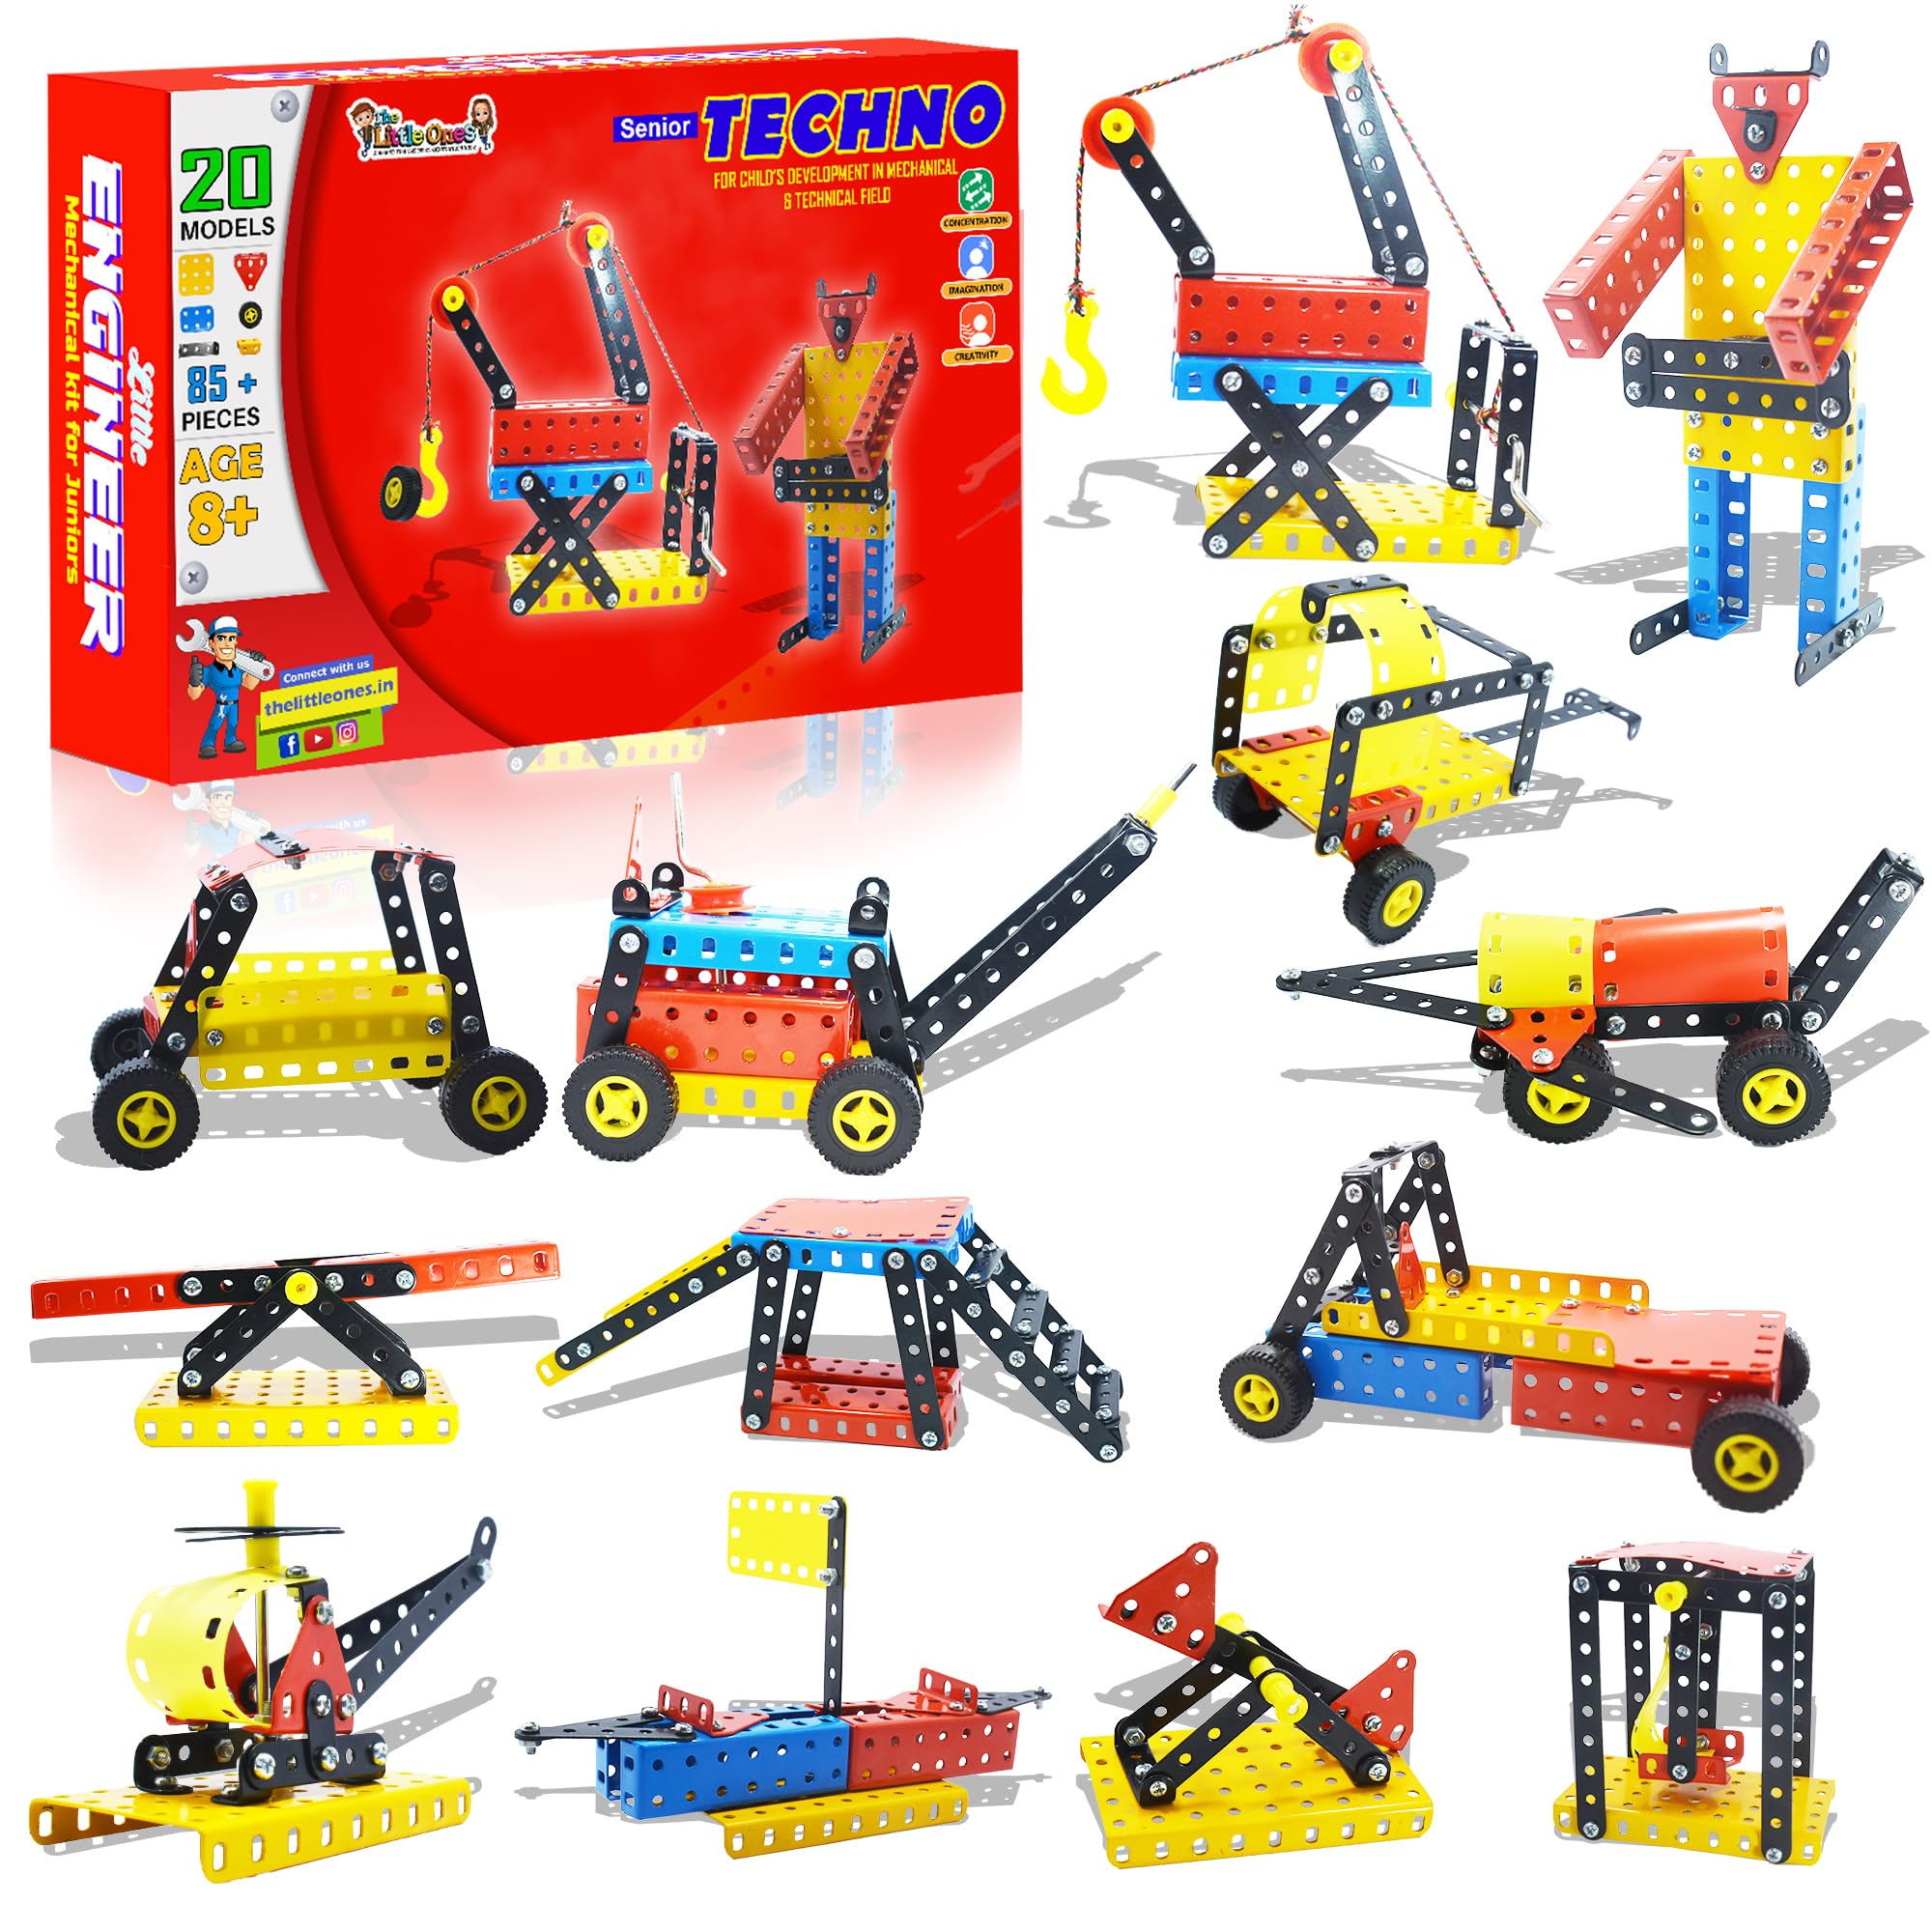 The
Little Ones
Senior TECHNO
FOR CHILD'S DEVELOPMENT IN MECHANICAL
& TECHNICAL FIELD
CONCENTRATION
IMAGINATION
CREATIVITY
20
MODELS
85 +
PIECES
AGE
8+
Connect with us
thelittleones.in
Little
ENGINEER
Mechanical kit for Juniors